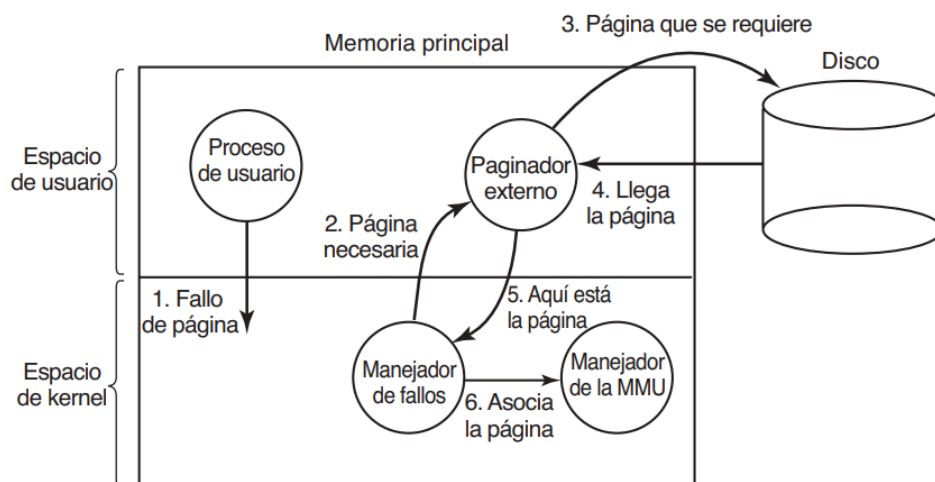 3. Página que se requiere
Memoria principal
Disco
Espacio
de usuario
Proceso
de usuario
Paginador
externo
4. Llega
la página
2. Página
necesaria
1. Fallo
de página
5. Aquí está
la página
Espacio
de kernel
Manejador
de fallos
Manejador
de la MMU
6. Asocia
la página